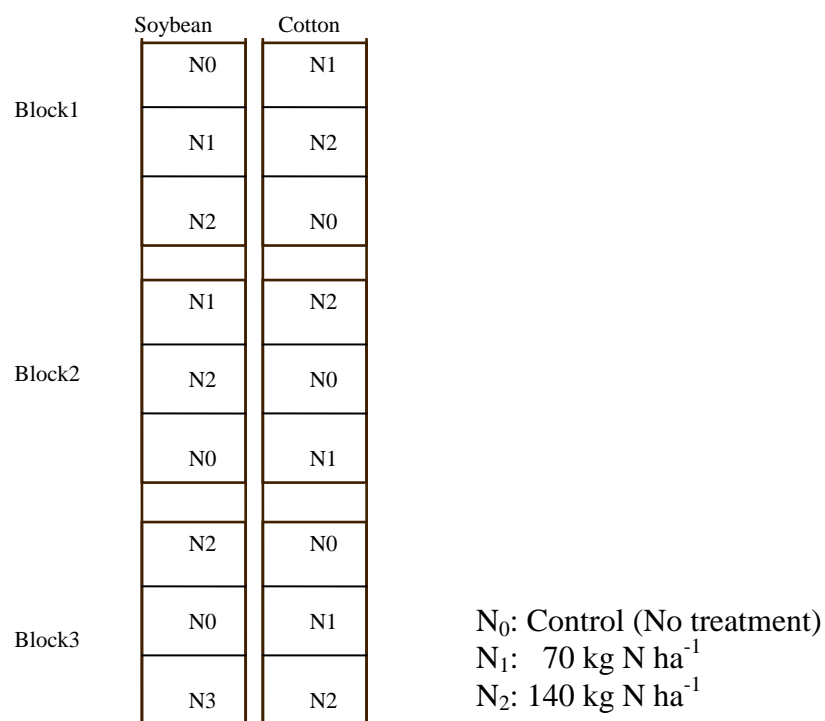 Soybean Cotton
N0 N1
Block1
N1 N2
N2 N0
N1 N2
Block2
N2 N0
N0 N1
N2 N0
N0 N1
Block3
N3 N2
N₀: Control (No treatment)
N₁: 70 kg N ha⁻¹
N₂: 140 kg N ha⁻¹